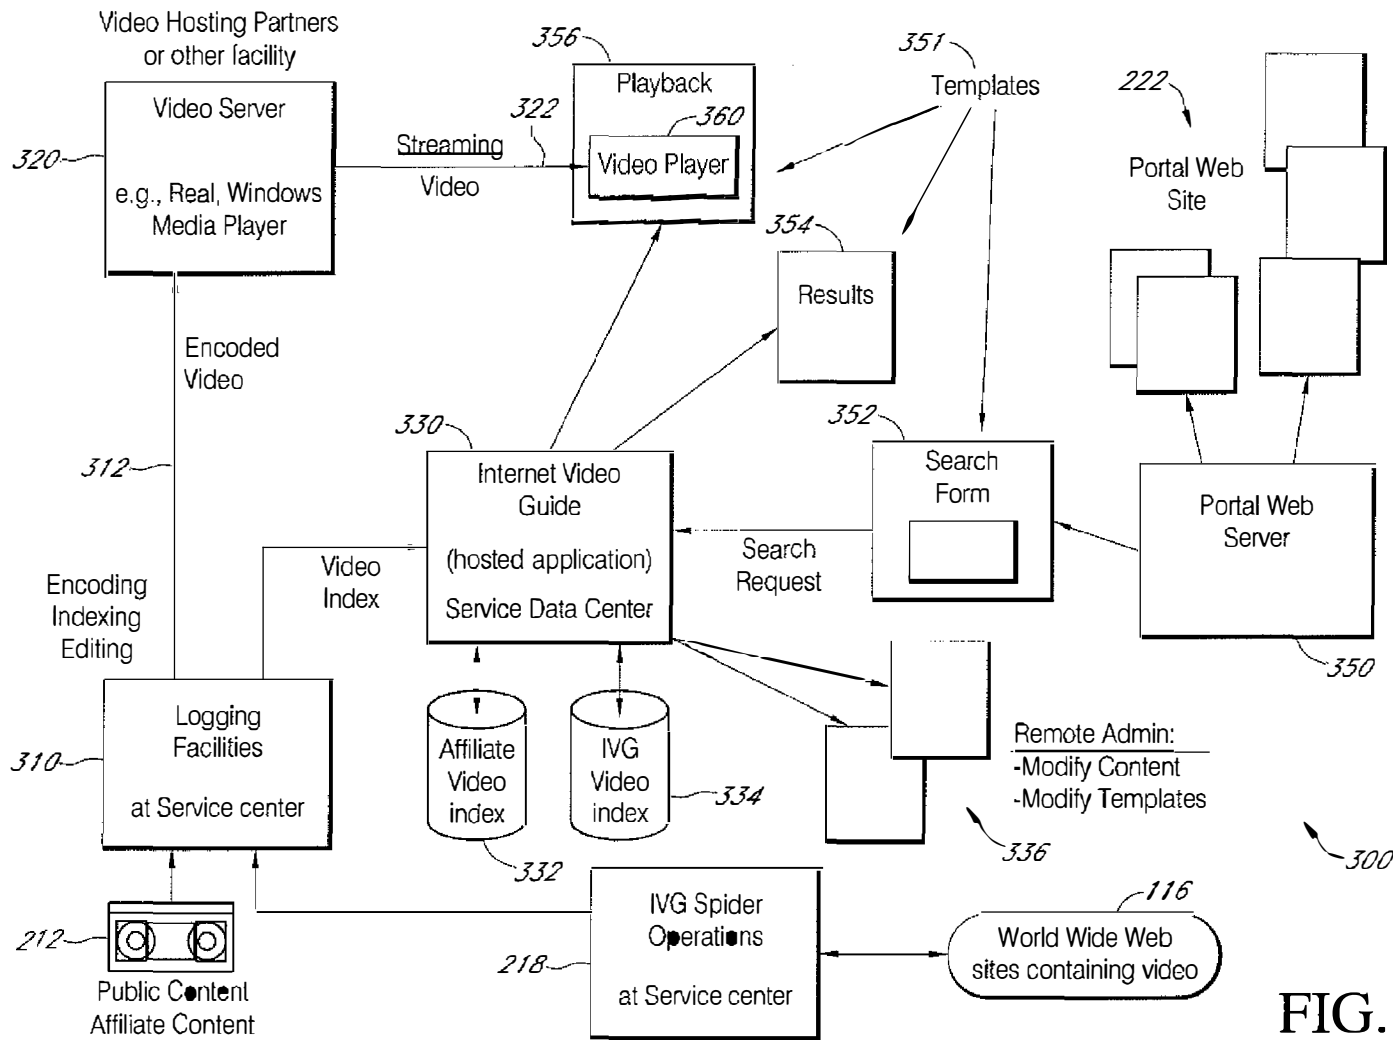 Video Hosting Partners
or other facility
Video Server
e.g., Real, Windows
Media Player
320
Streaming
Video
322
356
Playback
360
Video Player
351
Templates
354
Results
222
Portal Web
Site
Encoded
Video
312
330
Internet Video
Guide
(hosted application)
Service Data Center
352
Search
Form
Search
Request
Portal Web
Server
350
Video
Index
Encoding
Indexing
Editing
310
Logging
Facilities
at Service center
Affiliate
Video
index
332
IVG
Video
index
334
Remote Admin:
-Modify Content
-Modify Templates
336
300
212
Public Content
Affiliate Content
IVG Spider
Operations
at Service center
218
116
World Wide Web
sites containing video
FIG.